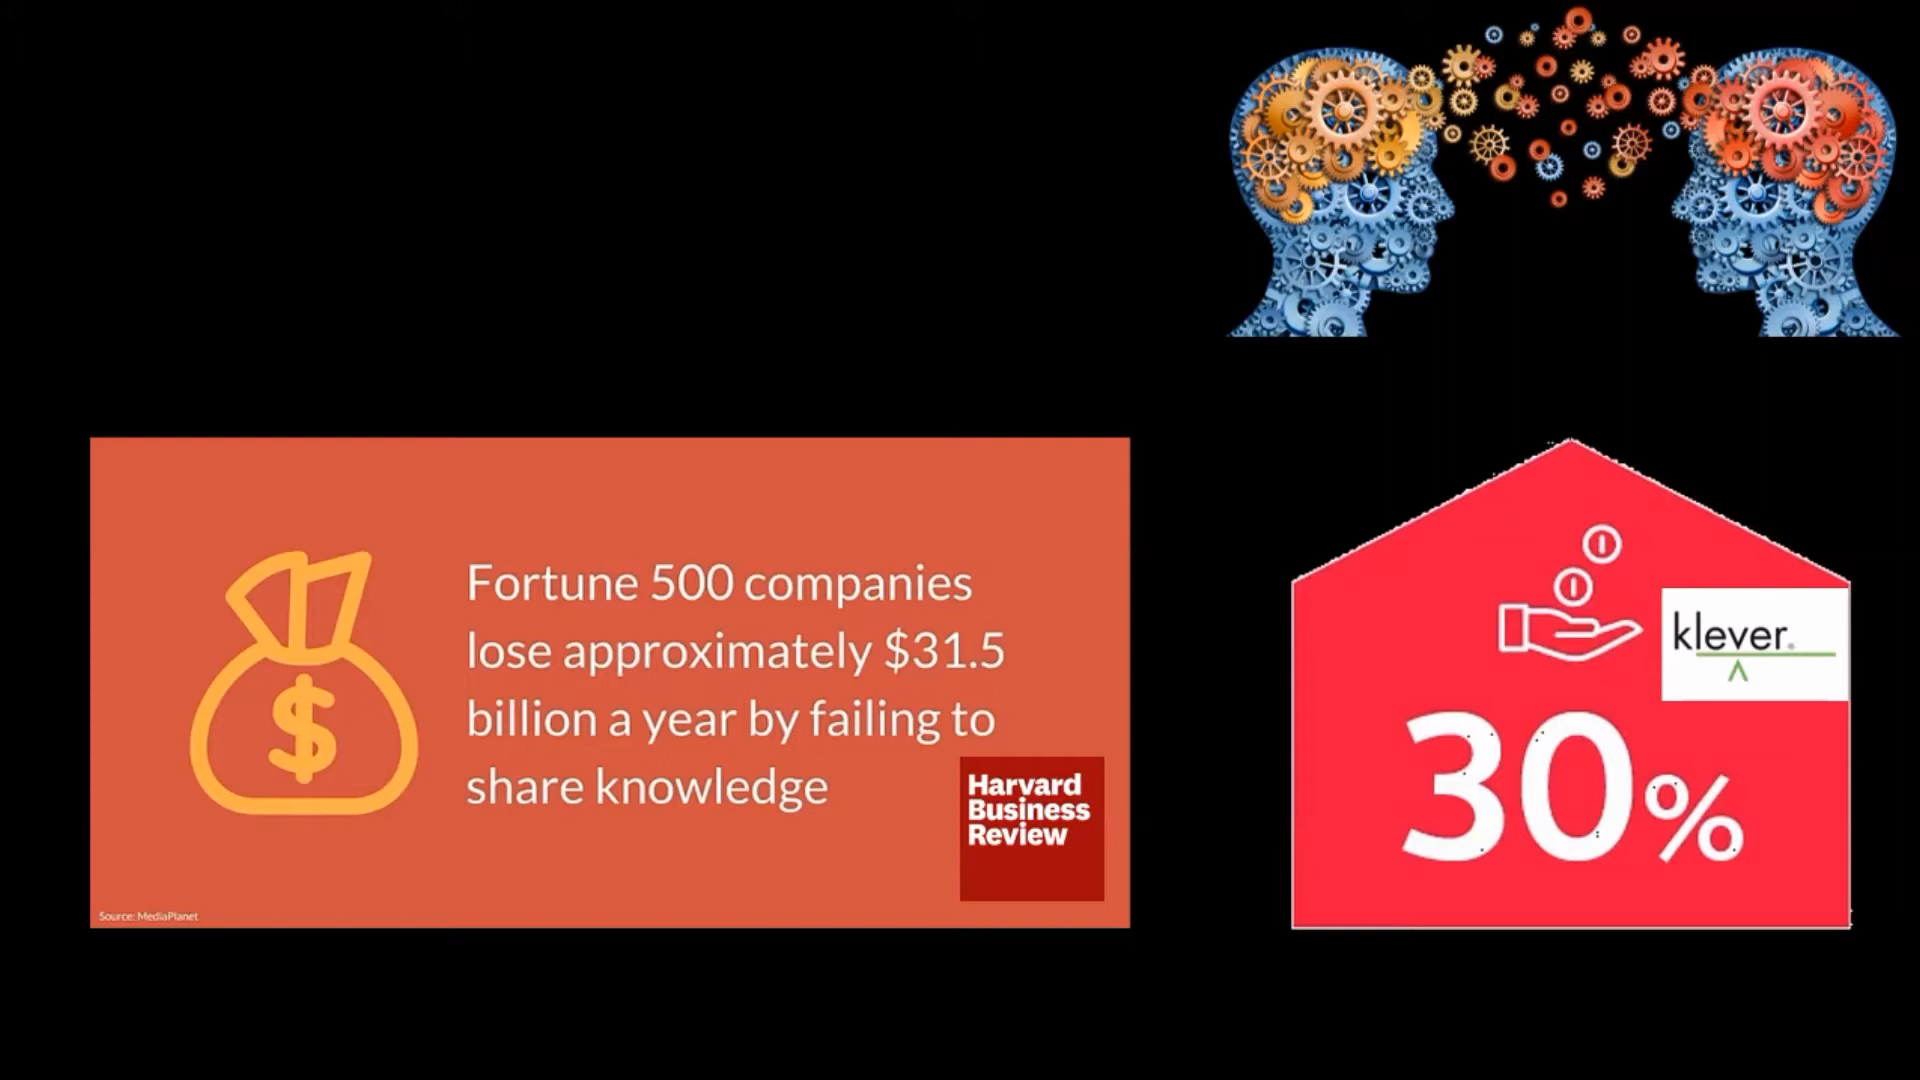 Fortune 500 companies
lose approximately $31.5
billion a year by failing to
share knowledge
Harvard
Business
Review
Source: MediaPlanet
klever
30%